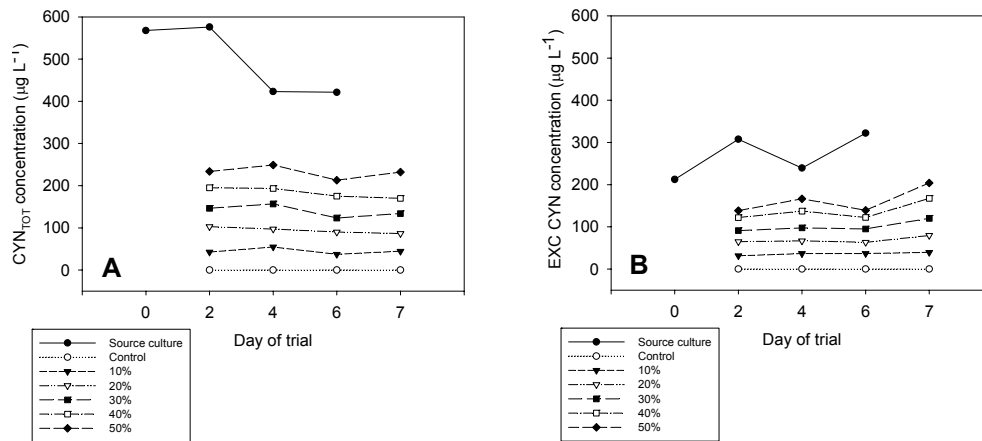 600
500
400
300
200
100
0
CYN_TOT concentration (µg L⁻¹)
A
0 2 4 6 7
Day of trial
Source culture
Control
10%
20%
30%
40%
50%
600
500
400
300
200
100
0
EXC CYN concentration (µg L⁻¹)
B
0 2 4 6 7
Day of trial
Source culture
Control
10%
20%
30%
40%
50%